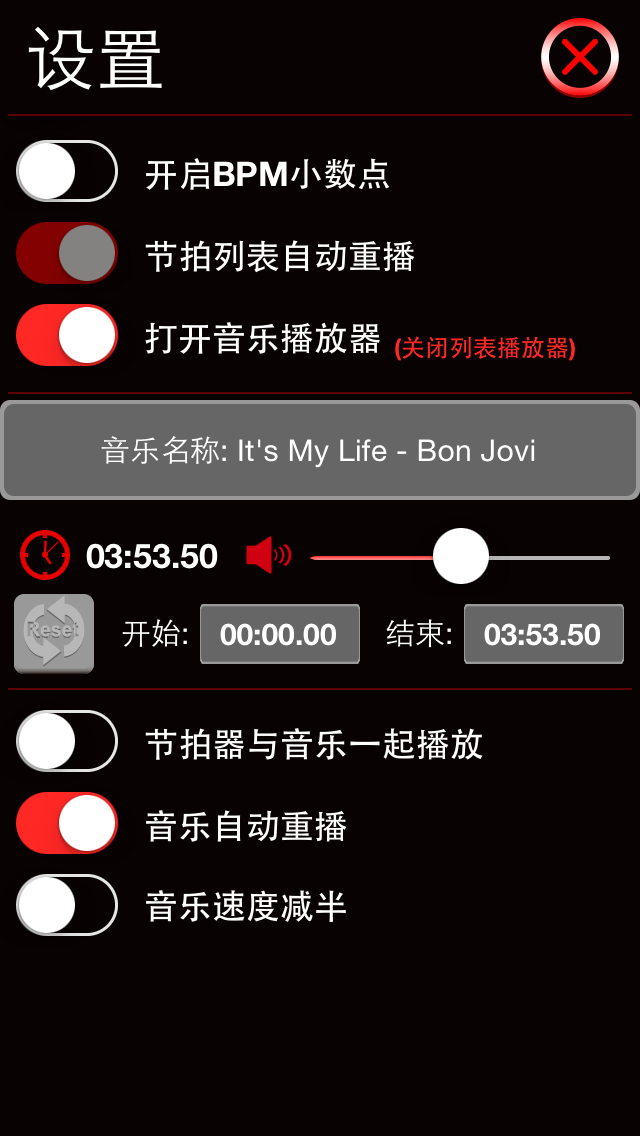 设置
开启BPM小数点
节拍列表自动重播
打开音乐播放器 (关闭列表播放器)
音乐名称: It's My Life - Bon Jovi
03:53.50
Reset 开始: 00:00.00 结束: 03:53.50
节拍器与音乐一起播放
音乐自动重播
音乐速度减半